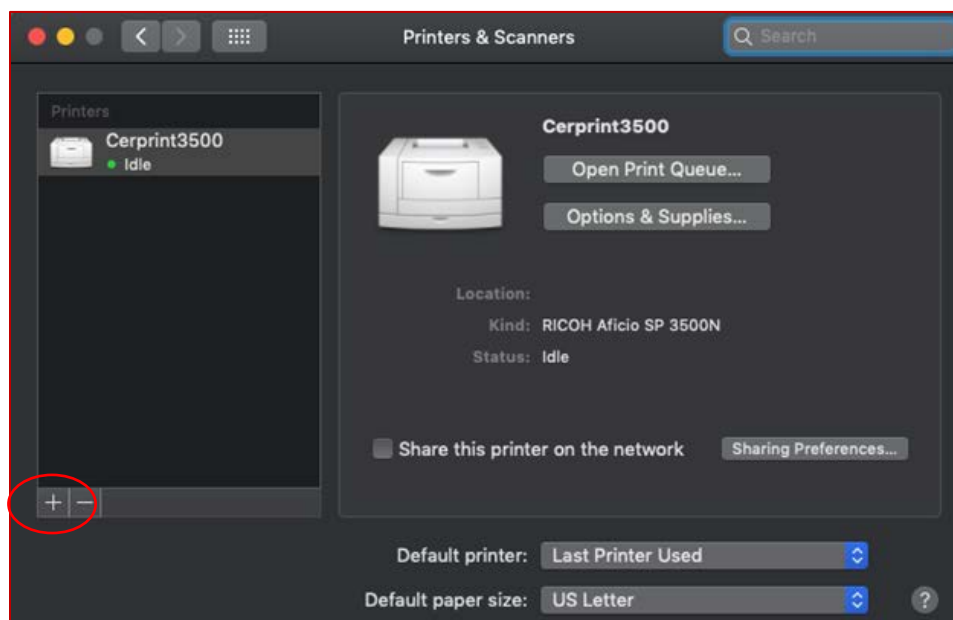 Printers & Scanners
Search
Printers
Cerprint3500
Idle
Cerprint3500
Open Print Queue...
Options & Supplies...
Location:
Kind: RICOH Aficio SP 3500N
Status: Idle
Share this printer on the network
Sharing Preferences...
+ −
Default printer: Last Printer Used
Default paper size: US Letter
?